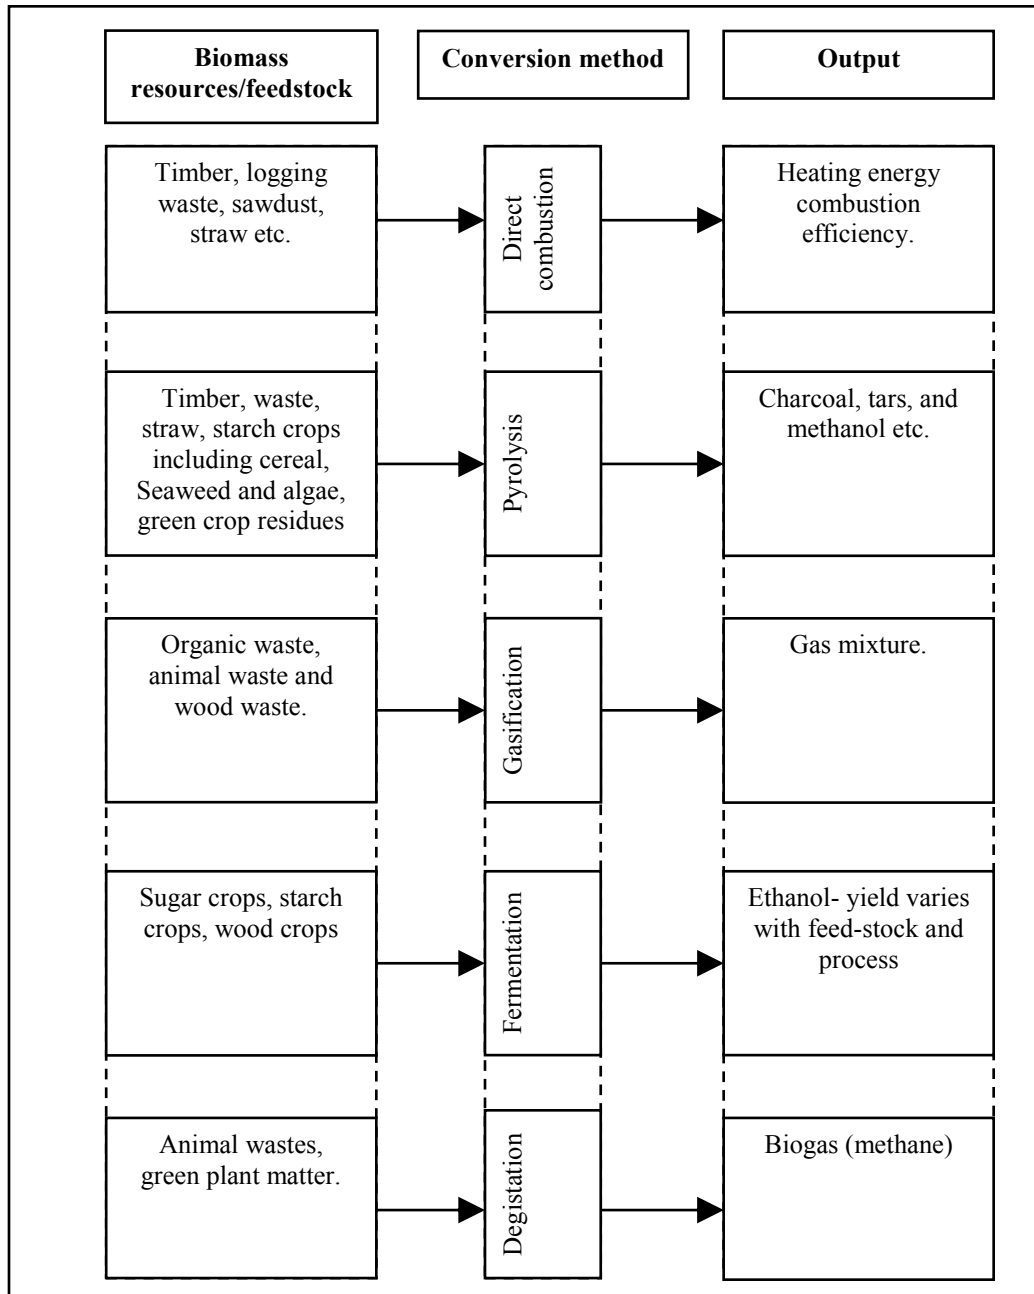 Biomass
resources/feedstock
Conversion method
Output
Timber, logging
waste, sawdust,
straw etc.
Direct
combustion
Heating energy
combustion
efficiency.
Timber, waste,
straw, starch crops
including cereal,
Seaweed and algae,
green crop residues
Pyrolysis
Charcoal, tars, and
methanol etc.
Organic waste,
animal waste and
wood waste.
Gasification
Gas mixture.
Sugar crops, starch
crops, wood crops
Fermentation
Ethanol- yield varies
with feed-stock and
process
Animal wastes,
green plant matter.
Degistation
Biogas (methane)